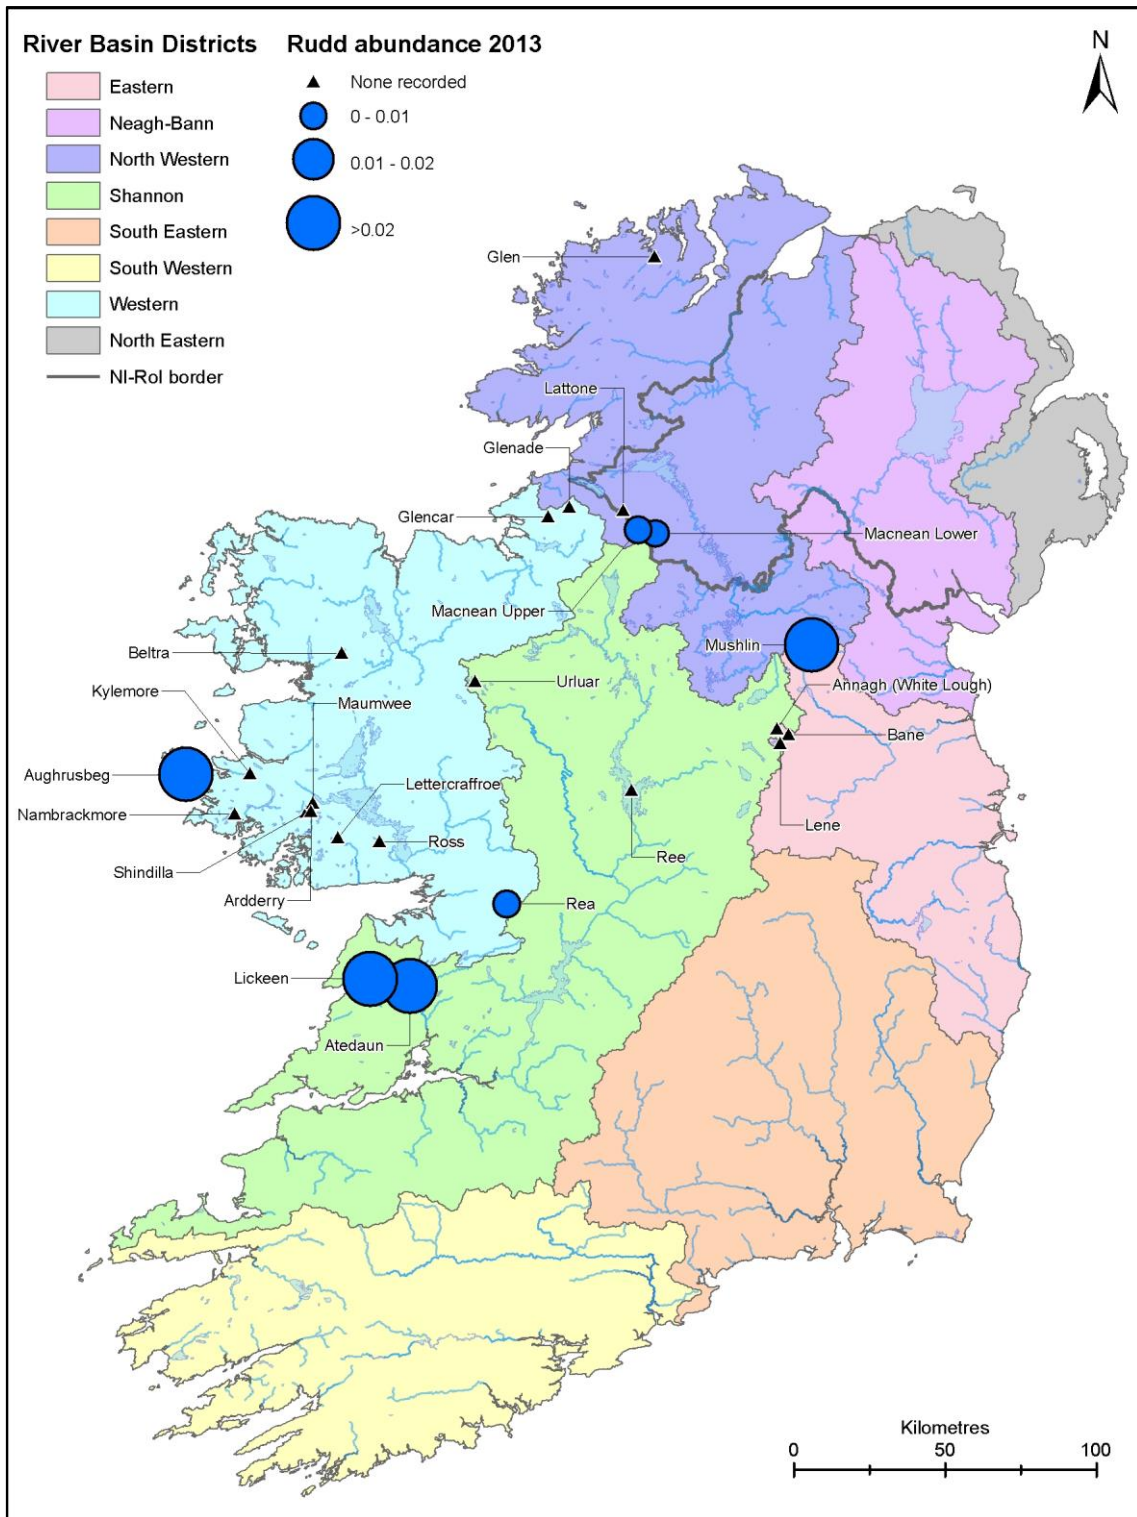 River Basin Districts
Eastern
Neagh-Bann
North Western
Shannon
South Eastern
South Western
Western
North Eastern
NI-RoI border
Rudd abundance 2013
None recorded
0 - 0.01
0.01 - 0.02
>0.02
N
Glen
Lattone
Glenade
Glencar
Macnean Lower
Macnean Upper
Mushlin
Beltra
Urluar
Annagh (White Lough)
Kylemore
Maumwee
Bane
Aughrusbeg
Lettercraffroe
Nambrackmore
Lene
Ross
Ree
Shindilla
Ardderry
Rea
Lickeen
Atedaun
Kilometres
0 50 100